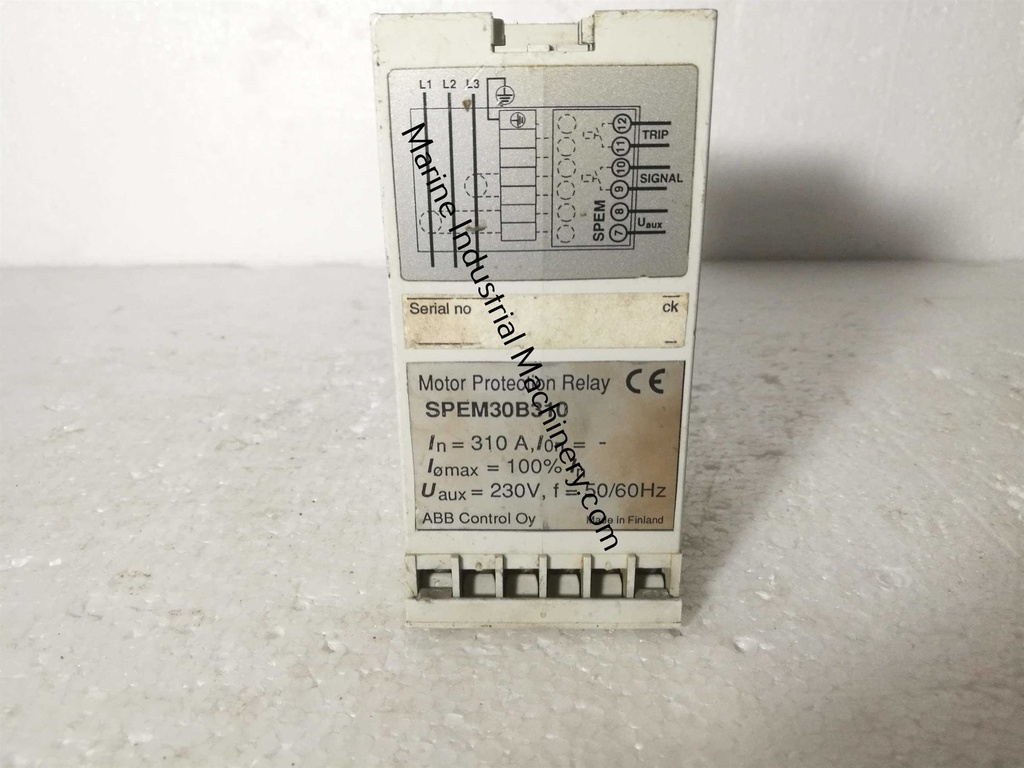 L1 L2 L3
12
TRIP
11
10
SIGNAL
9
8
Uaux
7
SPEM
Serial no ck
Motor Protection Relay CE
SPEM30B310
In = 310 A, = -
Iømax = 100%
Uaux = 230V, f = 50/60Hz
ABB Control Oy Made in Finland
Marine Industrial Machinery.com